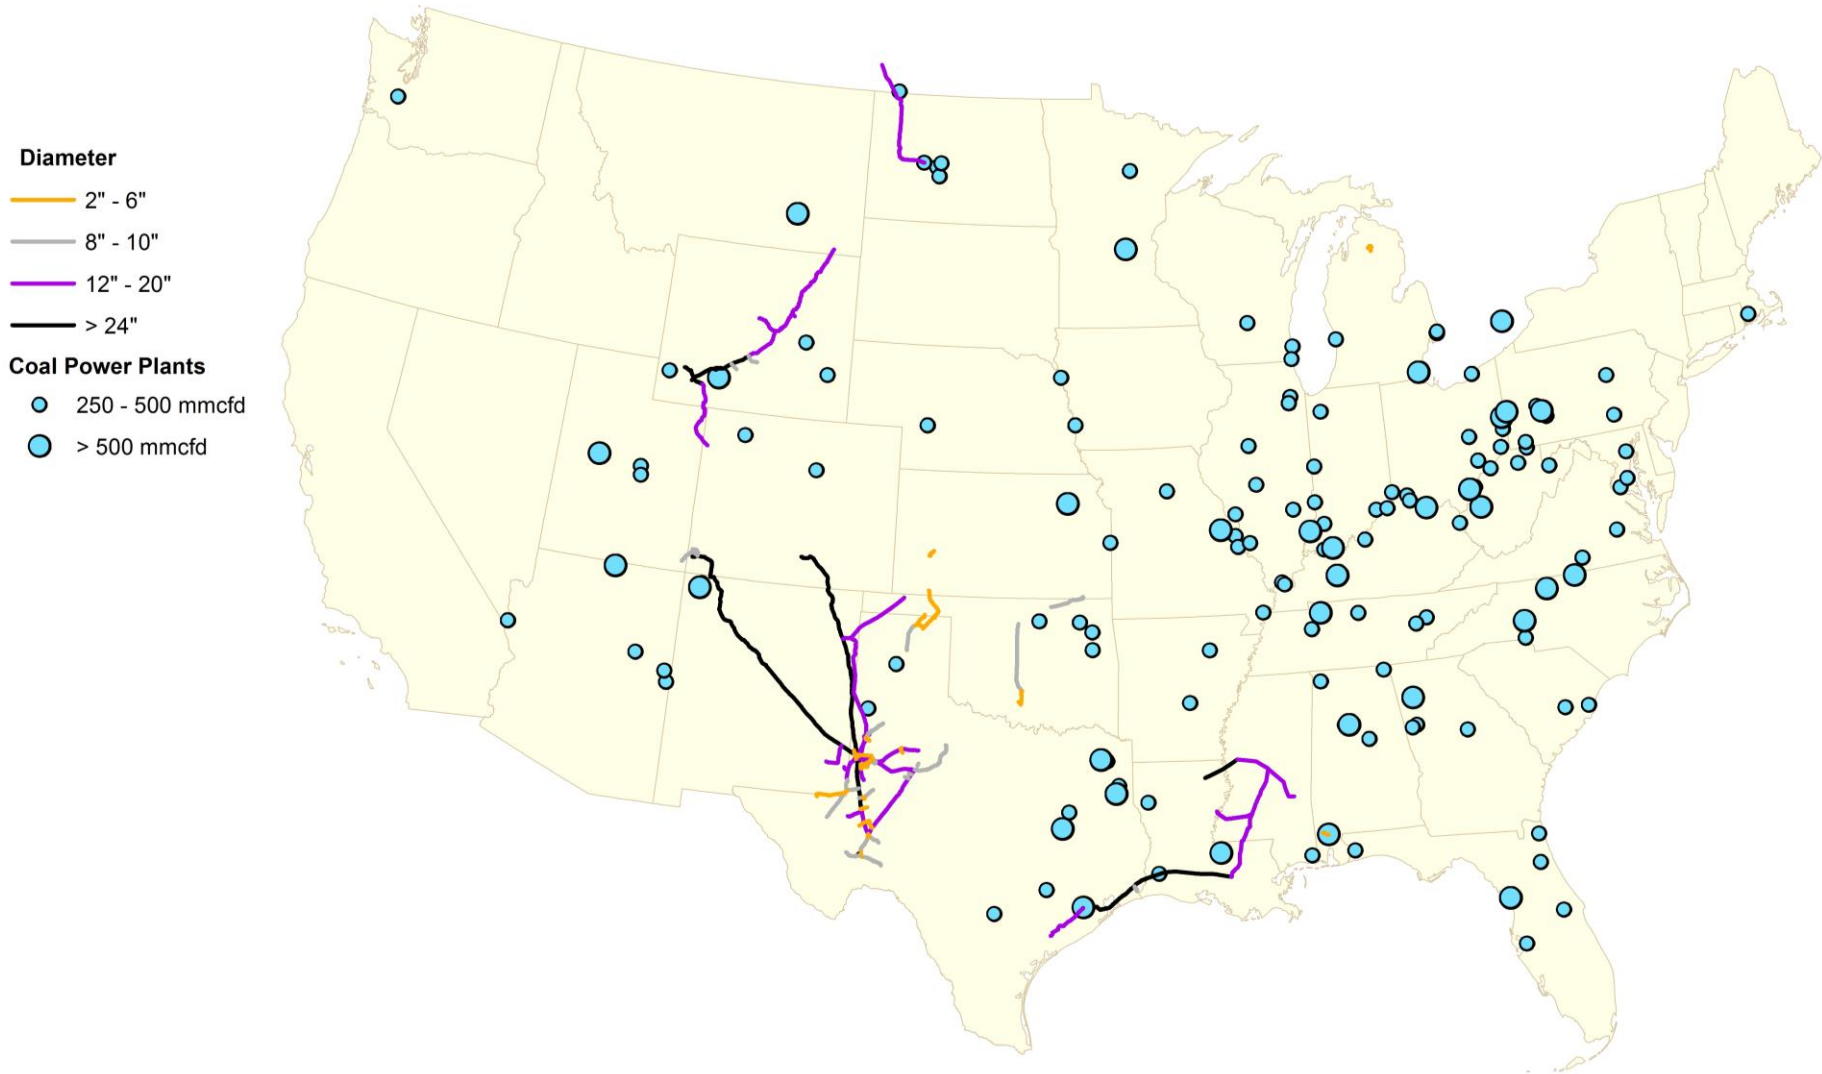 Diameter
2" - 6"
8" - 10"
12" - 20"
> 24"
Coal Power Plants
250 - 500 mmcfd
> 500 mmcfd